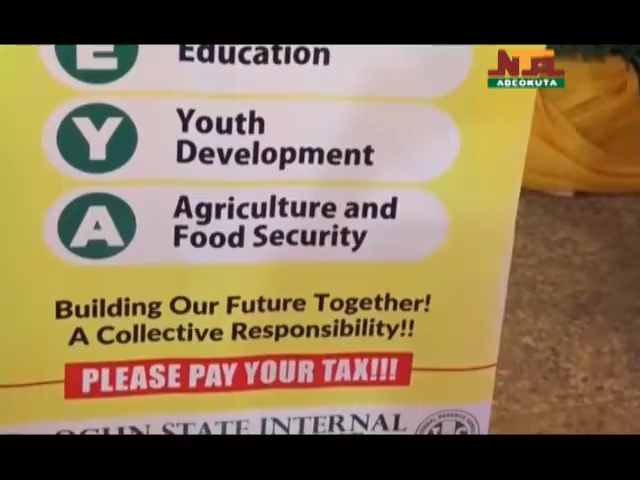 NTA
ABEOKUTA
E
Education
Y
Youth
Development
A
Agriculture and
Food Security
Building Our Future Together!
A Collective Responsibility!!
PLEASE PAY YOUR TAX!!!
OGUN STATE INTERNAL